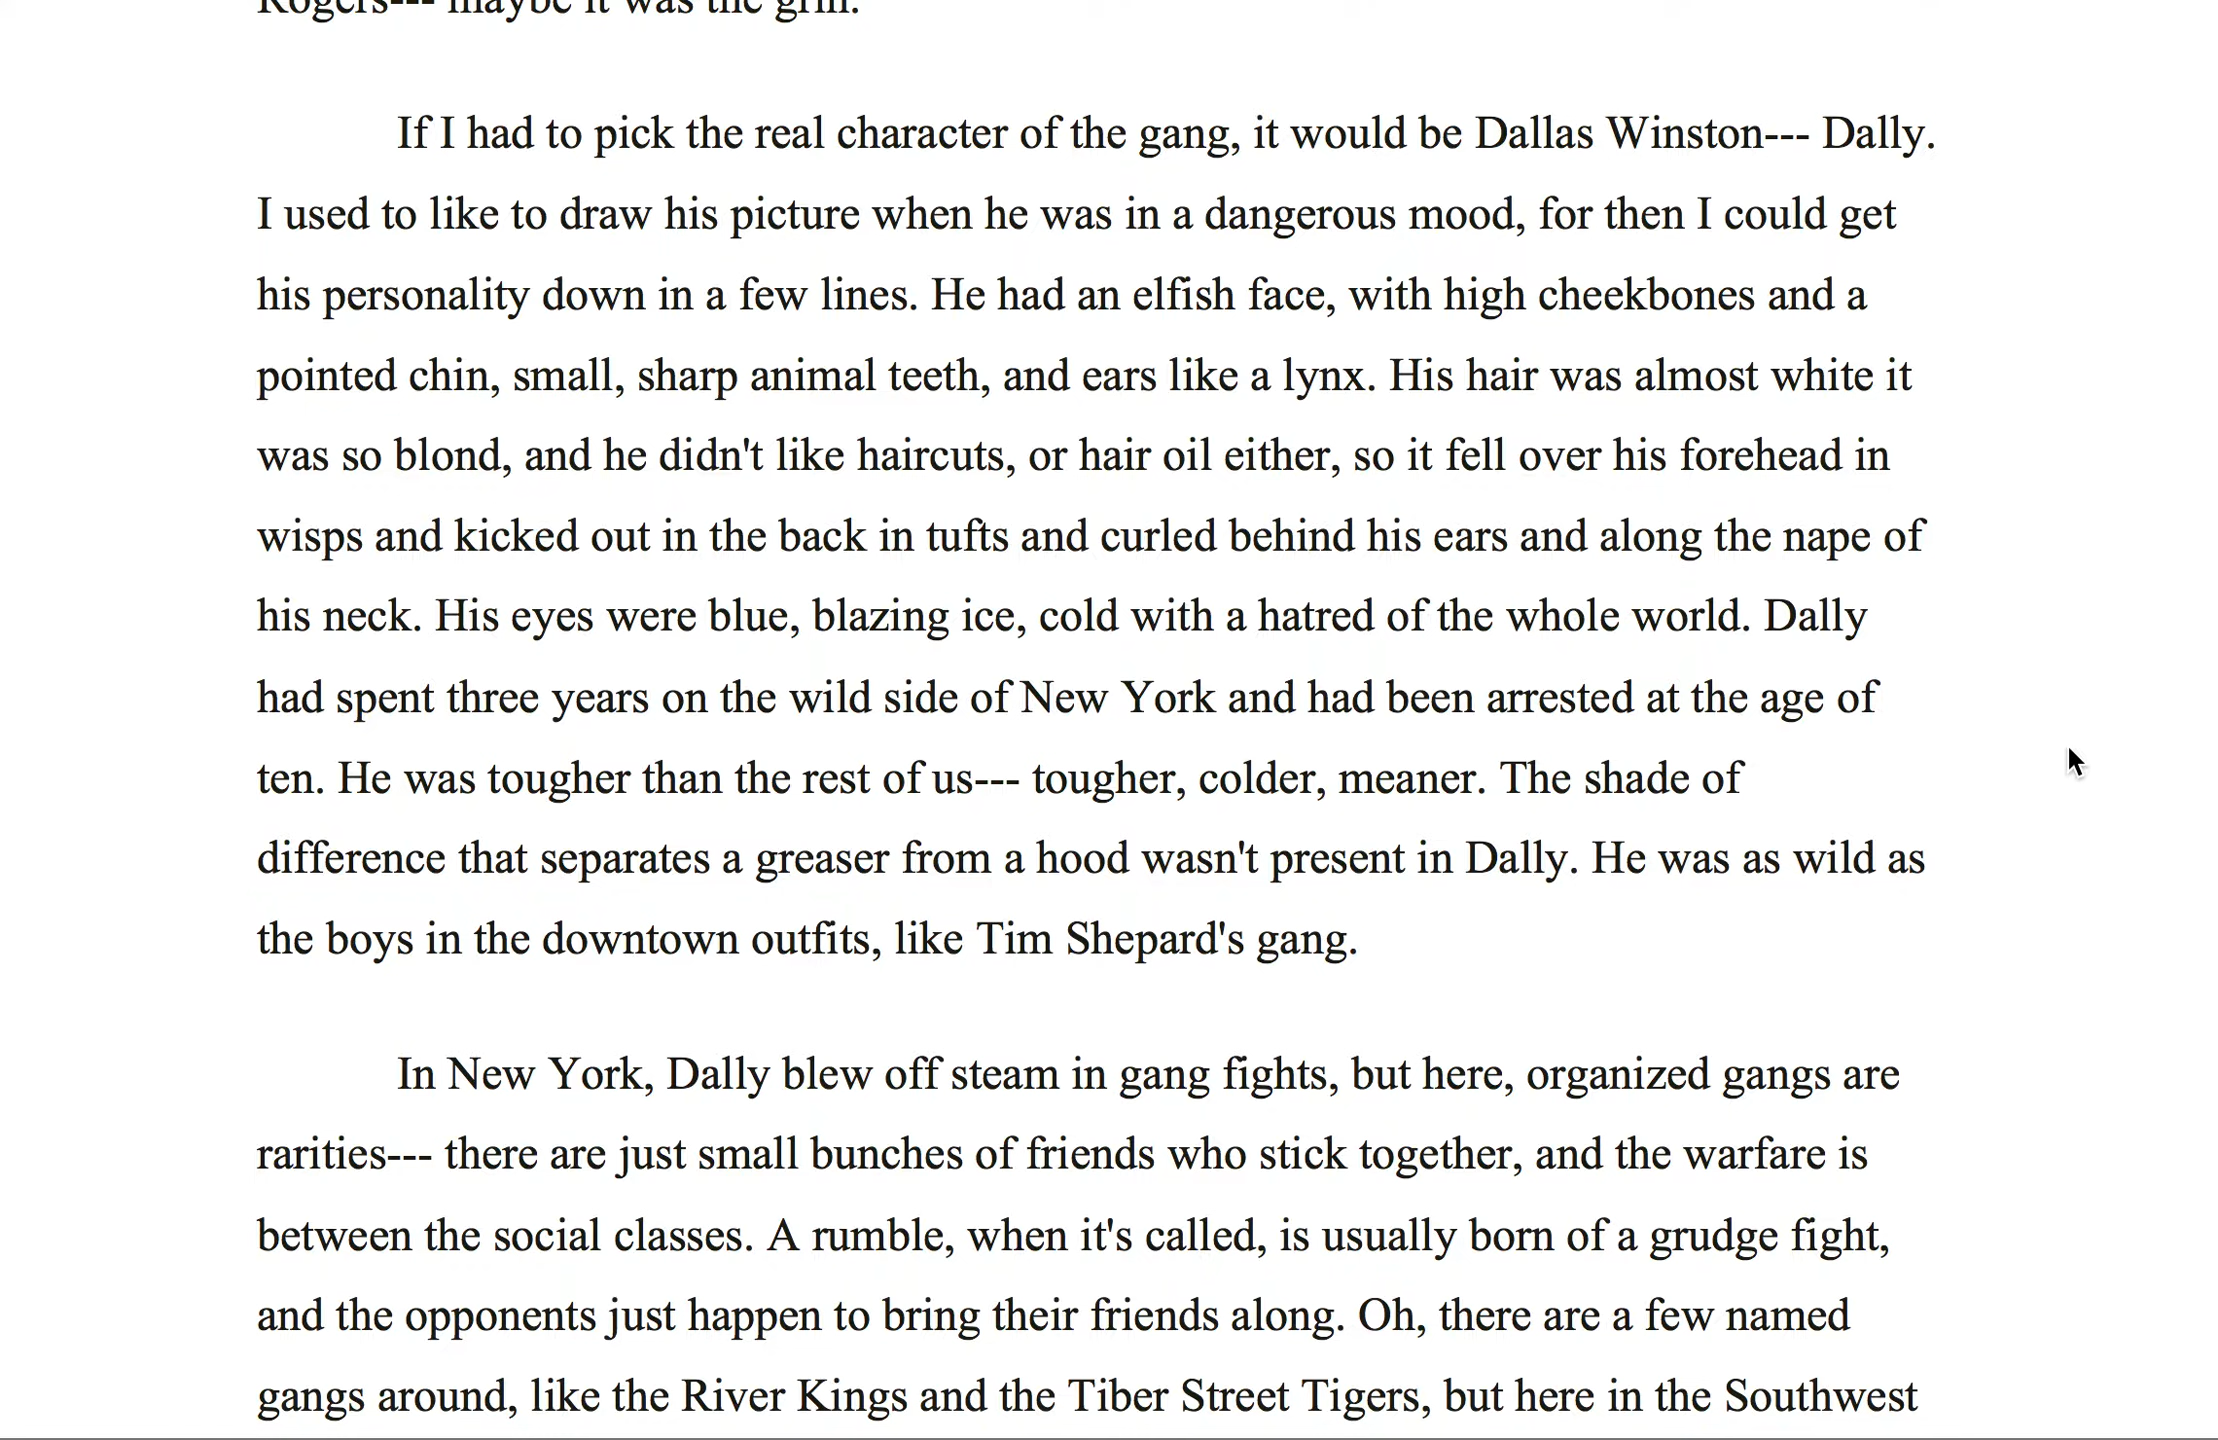 Rogers--- maybe it was the grin.
If I had to pick the real character of the gang, it would be Dallas Winston--- Dally.
I used to like to draw his picture when he was in a dangerous mood, for then I could get
his personality down in a few lines. He had an elfish face, with high cheekbones and a
pointed chin, small, sharp animal teeth, and ears like a lynx. His hair was almost white it
was so blond, and he didn't like haircuts, or hair oil either, so it fell over his forehead in
wisps and kicked out in the back in tufts and curled behind his ears and along the nape of
his neck. His eyes were blue, blazing ice, cold with a hatred of the whole world. Dally
had spent three years on the wild side of New York and had been arrested at the age of
ten. He was tougher than the rest of us--- tougher, colder, meaner. The shade of
difference that separates a greaser from a hood wasn't present in Dally. He was as wild as
the boys in the downtown outfits, like Tim Shepard's gang.
In New York, Dally blew off steam in gang fights, but here, organized gangs are
rarities--- there are just small bunches of friends who stick together, and the warfare is
between the social classes. A rumble, when it's called, is usually born of a grudge fight,
and the opponents just happen to bring their friends along. Oh, there are a few named
gangs around, like the River Kings and the Tiber Street Tigers, but here in the Southwest